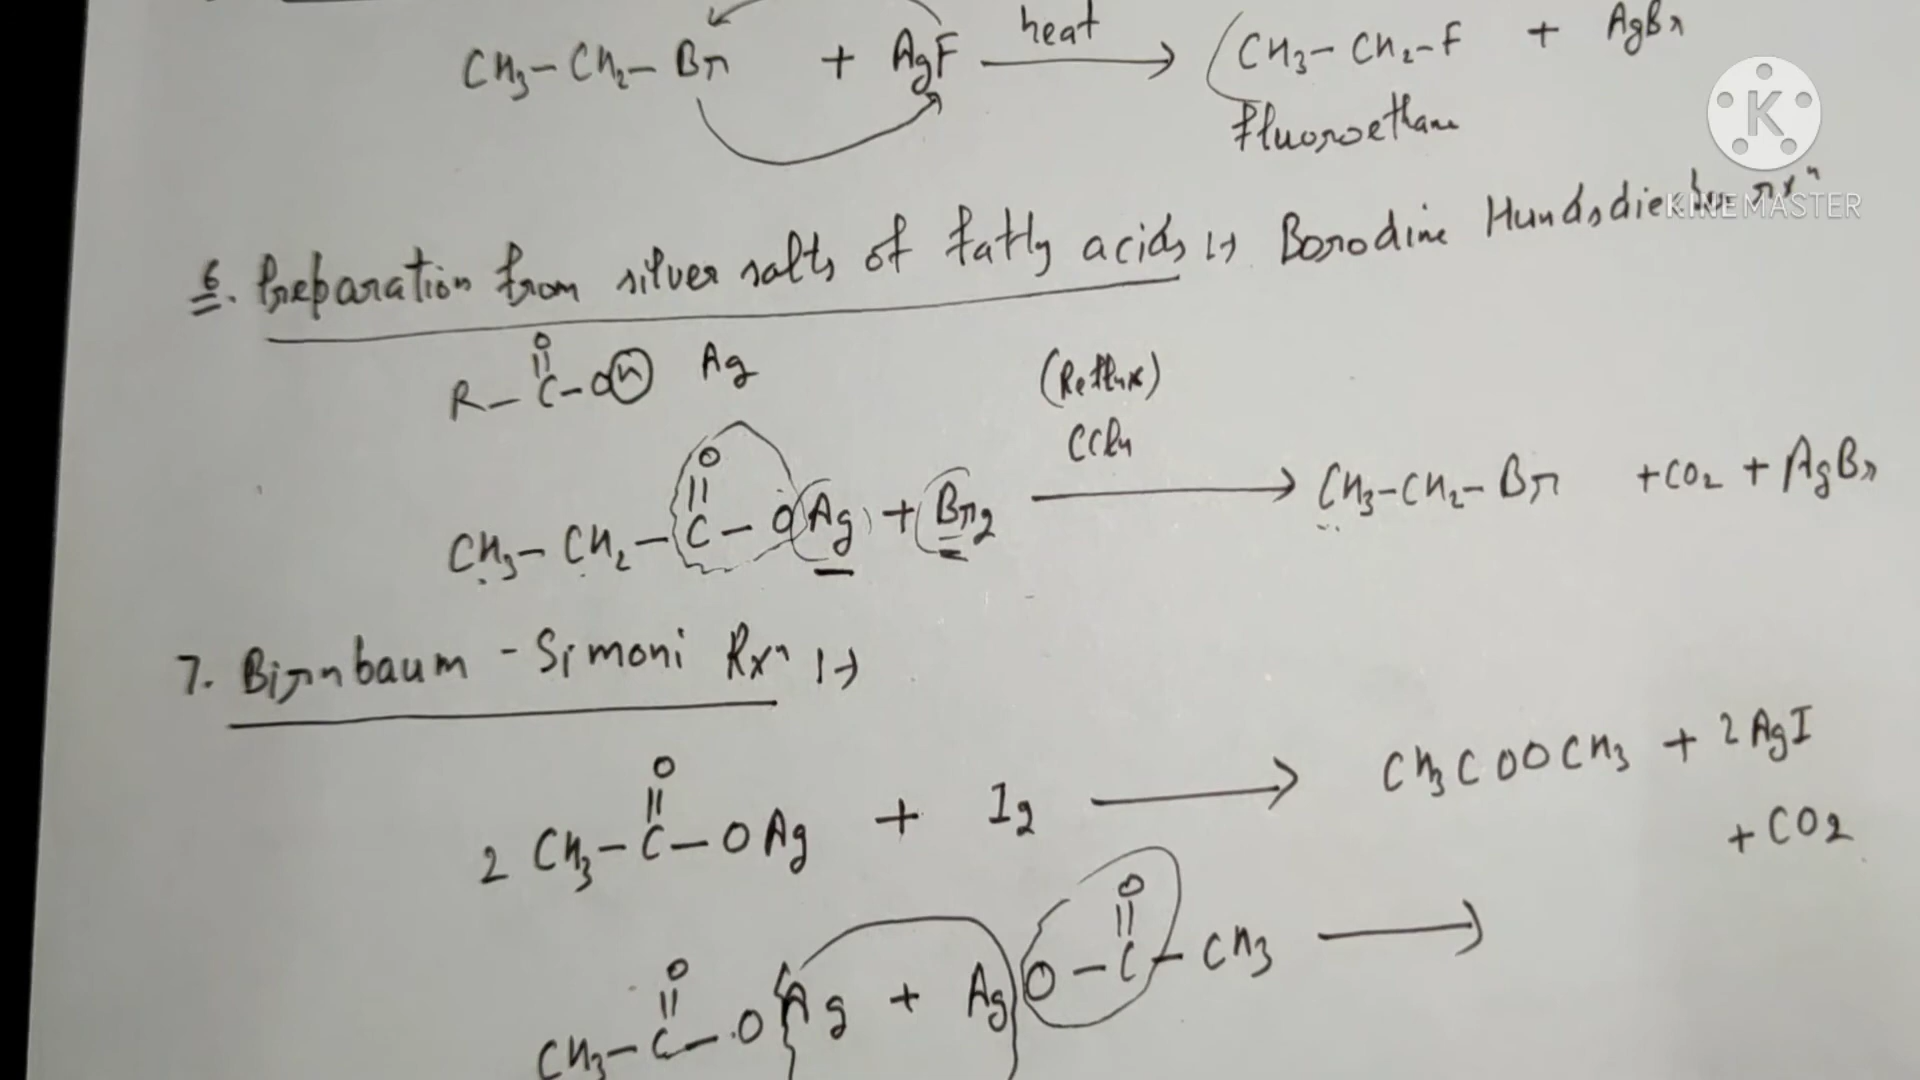 heat
CH3-CH2-Br + AgF ⟶ CH3-CH2-F + AgBr
Fluoroethane
K
KINEMASTER
6. Preparation from silver salts of fatty acids :→ Borodine Hunds rxn
O
R-C-OH Ag
(Reflux)
CCl4
O
CH3-CH2-C-OAg + Br2 ⟶ CH3-CH2-Br +CO2 + AgBr
7. Birnbaum - Simoni Rxn :→
O
2 CH3-C-OAg + I2 ⟶ CH3COOCH3 + 2AgI
+CO2
O
O
CH3-C-OAg + AgO-C-CH3 ⟶